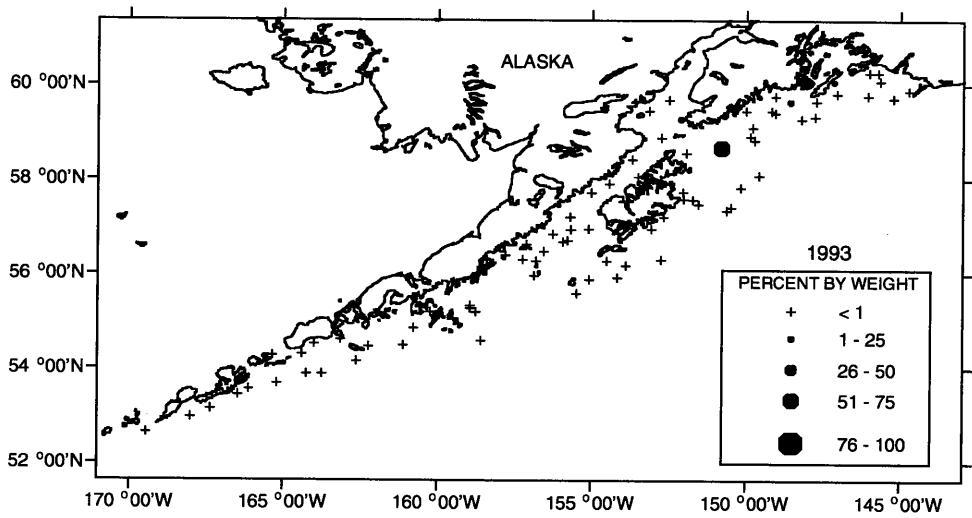 ALASKA
60 °00'N
58 °00'N
56 °00'N
54 °00'N
52 °00'N
1993
PERCENT BY WEIGHT
< 1
1 - 25
26 - 50
51 - 75
76 - 100
170 °00'W
165 °00'W
160 °00'W
155 °00'W
150 °00'W
145 °00'W